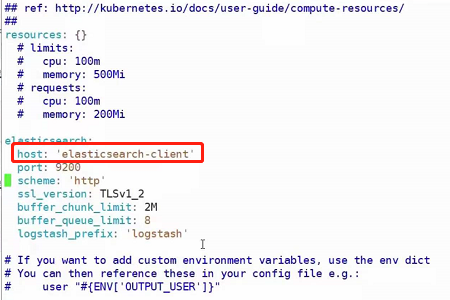 ## ref: http://kubernetes.io/docs/user-guide/compute-resources/
##
resources: {}
  # limits:
  #   cpu: 100m
  #   memory: 500Mi
  # requests:
  #   cpu: 100m
  #   memory: 200Mi
elasticsearch:
  host: 'elasticsearch-client'
  port: 9200
  scheme: 'http'
  ssl_version: TLSv1_2
  buffer_chunk_limit: 2M
  buffer_queue_limit: 8
  logstash_prefix: 'logstash'
# If you want to add custom environment variables, use the env dict
# You can then reference these in your config file e.g.:
#     user "#{ENV['OUTPUT_USER']}"